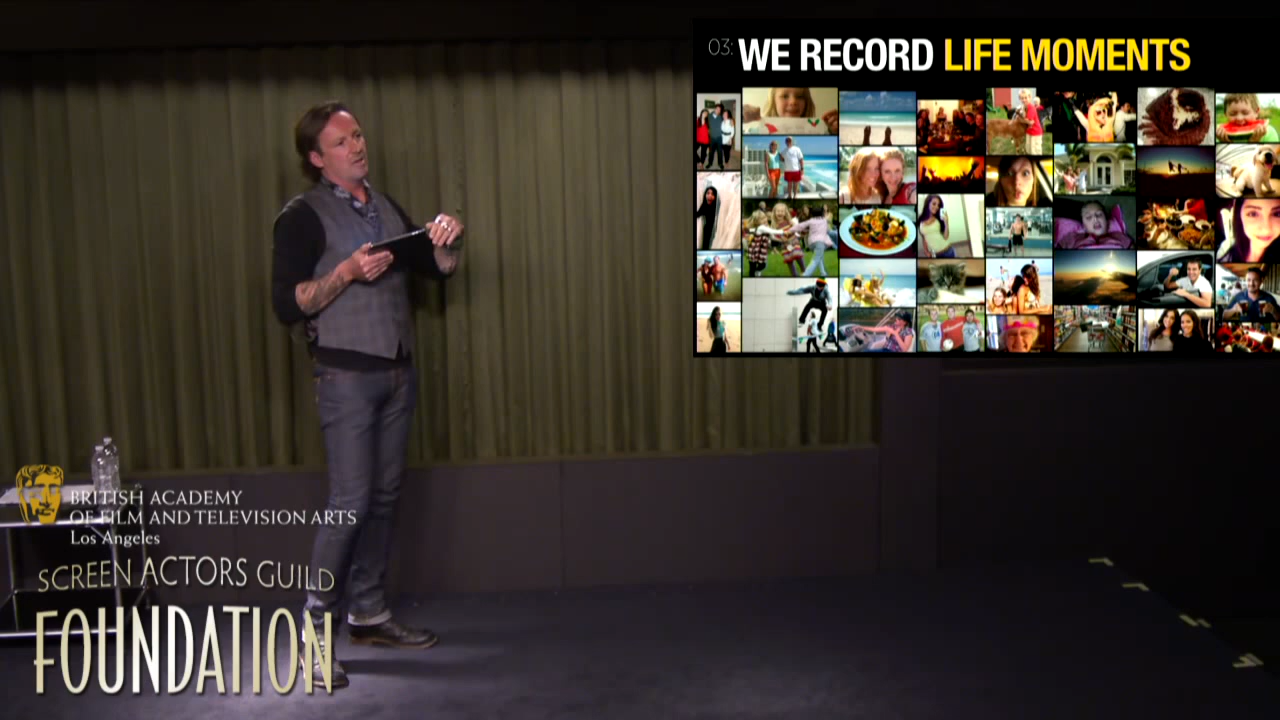 03: WE RECORD LIFE MOMENTS
BRITISH ACADEMY
OF FILM AND TELEVISION ARTS
Los Angeles
SCREEN ACTORS GUILD
FOUNDATION